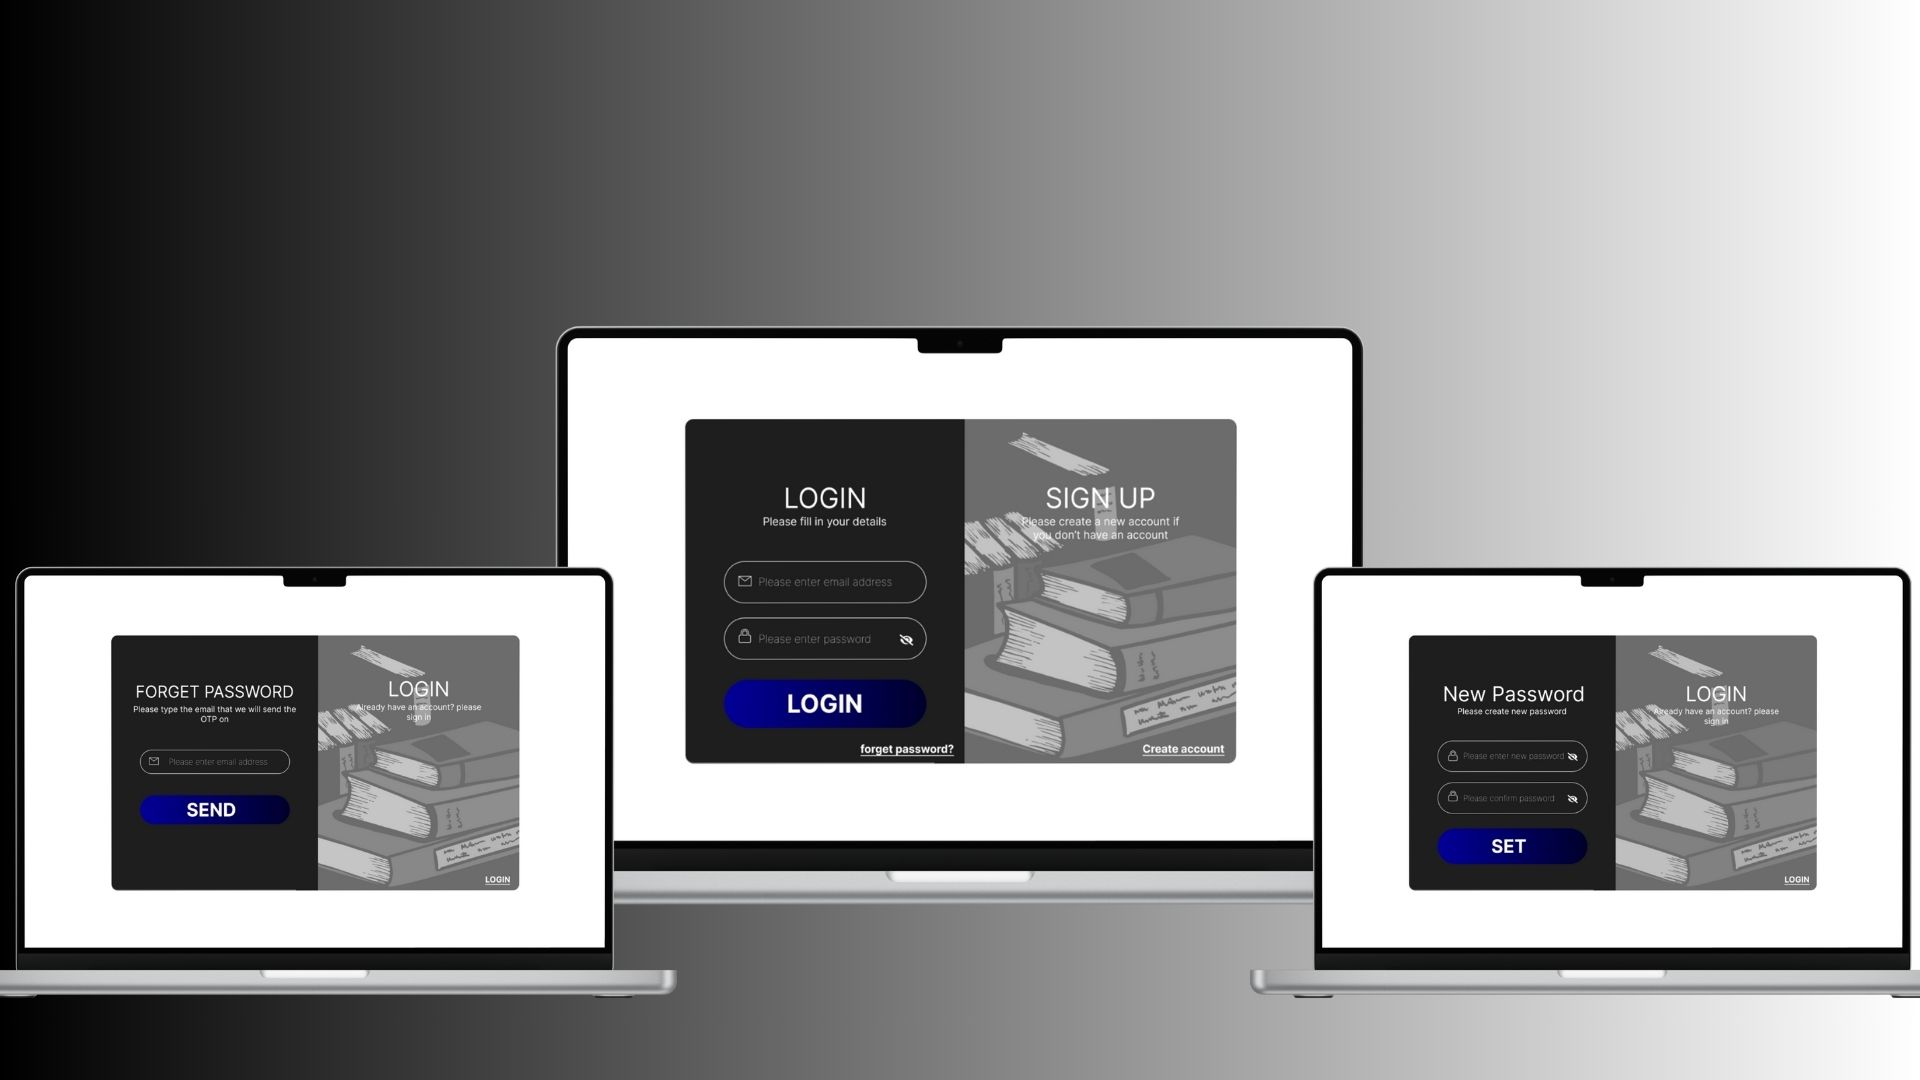 FORGET PASSWORD
Please type the email that we will send the
OTP on
Please enter email address
SEND
LOGIN
Already have an account? please
sign in
LOGIN
LOGIN
Please fill in your details
Please enter email address
Please enter password
LOGIN
forget password?
SIGN UP
Please create a new account if
you don't have an account
Create account
New Password
Please create new password
Please enter new password
Please confirm password
SET
LOGIN
Already have an account? please
sign in
LOGIN